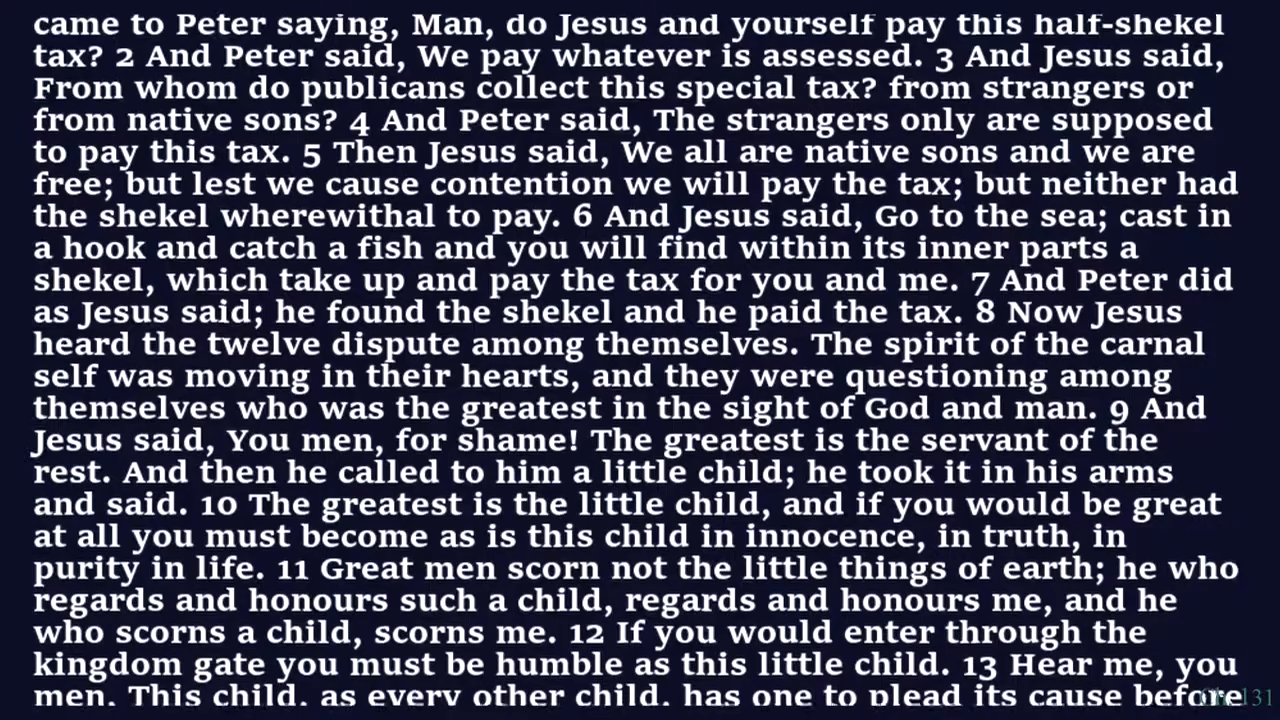 came to Peter saying, Man, do Jesus and yourself pay this half-shekel
tax? 2 And Peter said, We pay whatever is assessed. 3 And Jesus said,
From whom do publicans collect this special tax? from strangers or
from native sons? 4 And Peter said, The strangers only are supposed
to pay this tax. 5 Then Jesus said, We all are native sons and we are
free; but lest we cause contention we will pay the tax; but neither had
the shekel wherewithal to pay. 6 And Jesus said, Go to the sea; cast in
a hook and catch a fish and you will find within its inner parts a
shekel, which take up and pay the tax for you and me. 7 And Peter did
as Jesus said; he found the shekel and he paid the tax. 8 Now Jesus
heard the twelve dispute among themselves. The spirit of the carnal
self was moving in their hearts, and they were questioning among
themselves who was the greatest in the sight of God and man. 9 And
Jesus said, You men, for shame! The greatest is the servant of the
rest. And then he called to him a little child; he took it in his arms
and said. 10 The greatest is the little child, and if you would be great
at all you must become as is this child in innocence, in truth, in
purity in life. 11 Great men scorn not the little things of earth; he who
regards and honours such a child, regards and honours me, and he
who scorns a child, scorns me. 12 If you would enter through the
kingdom gate you must be humble as this little child. 13 Hear me, you
men, This child, as every other child, has one to plead its cause before
Ch. 131